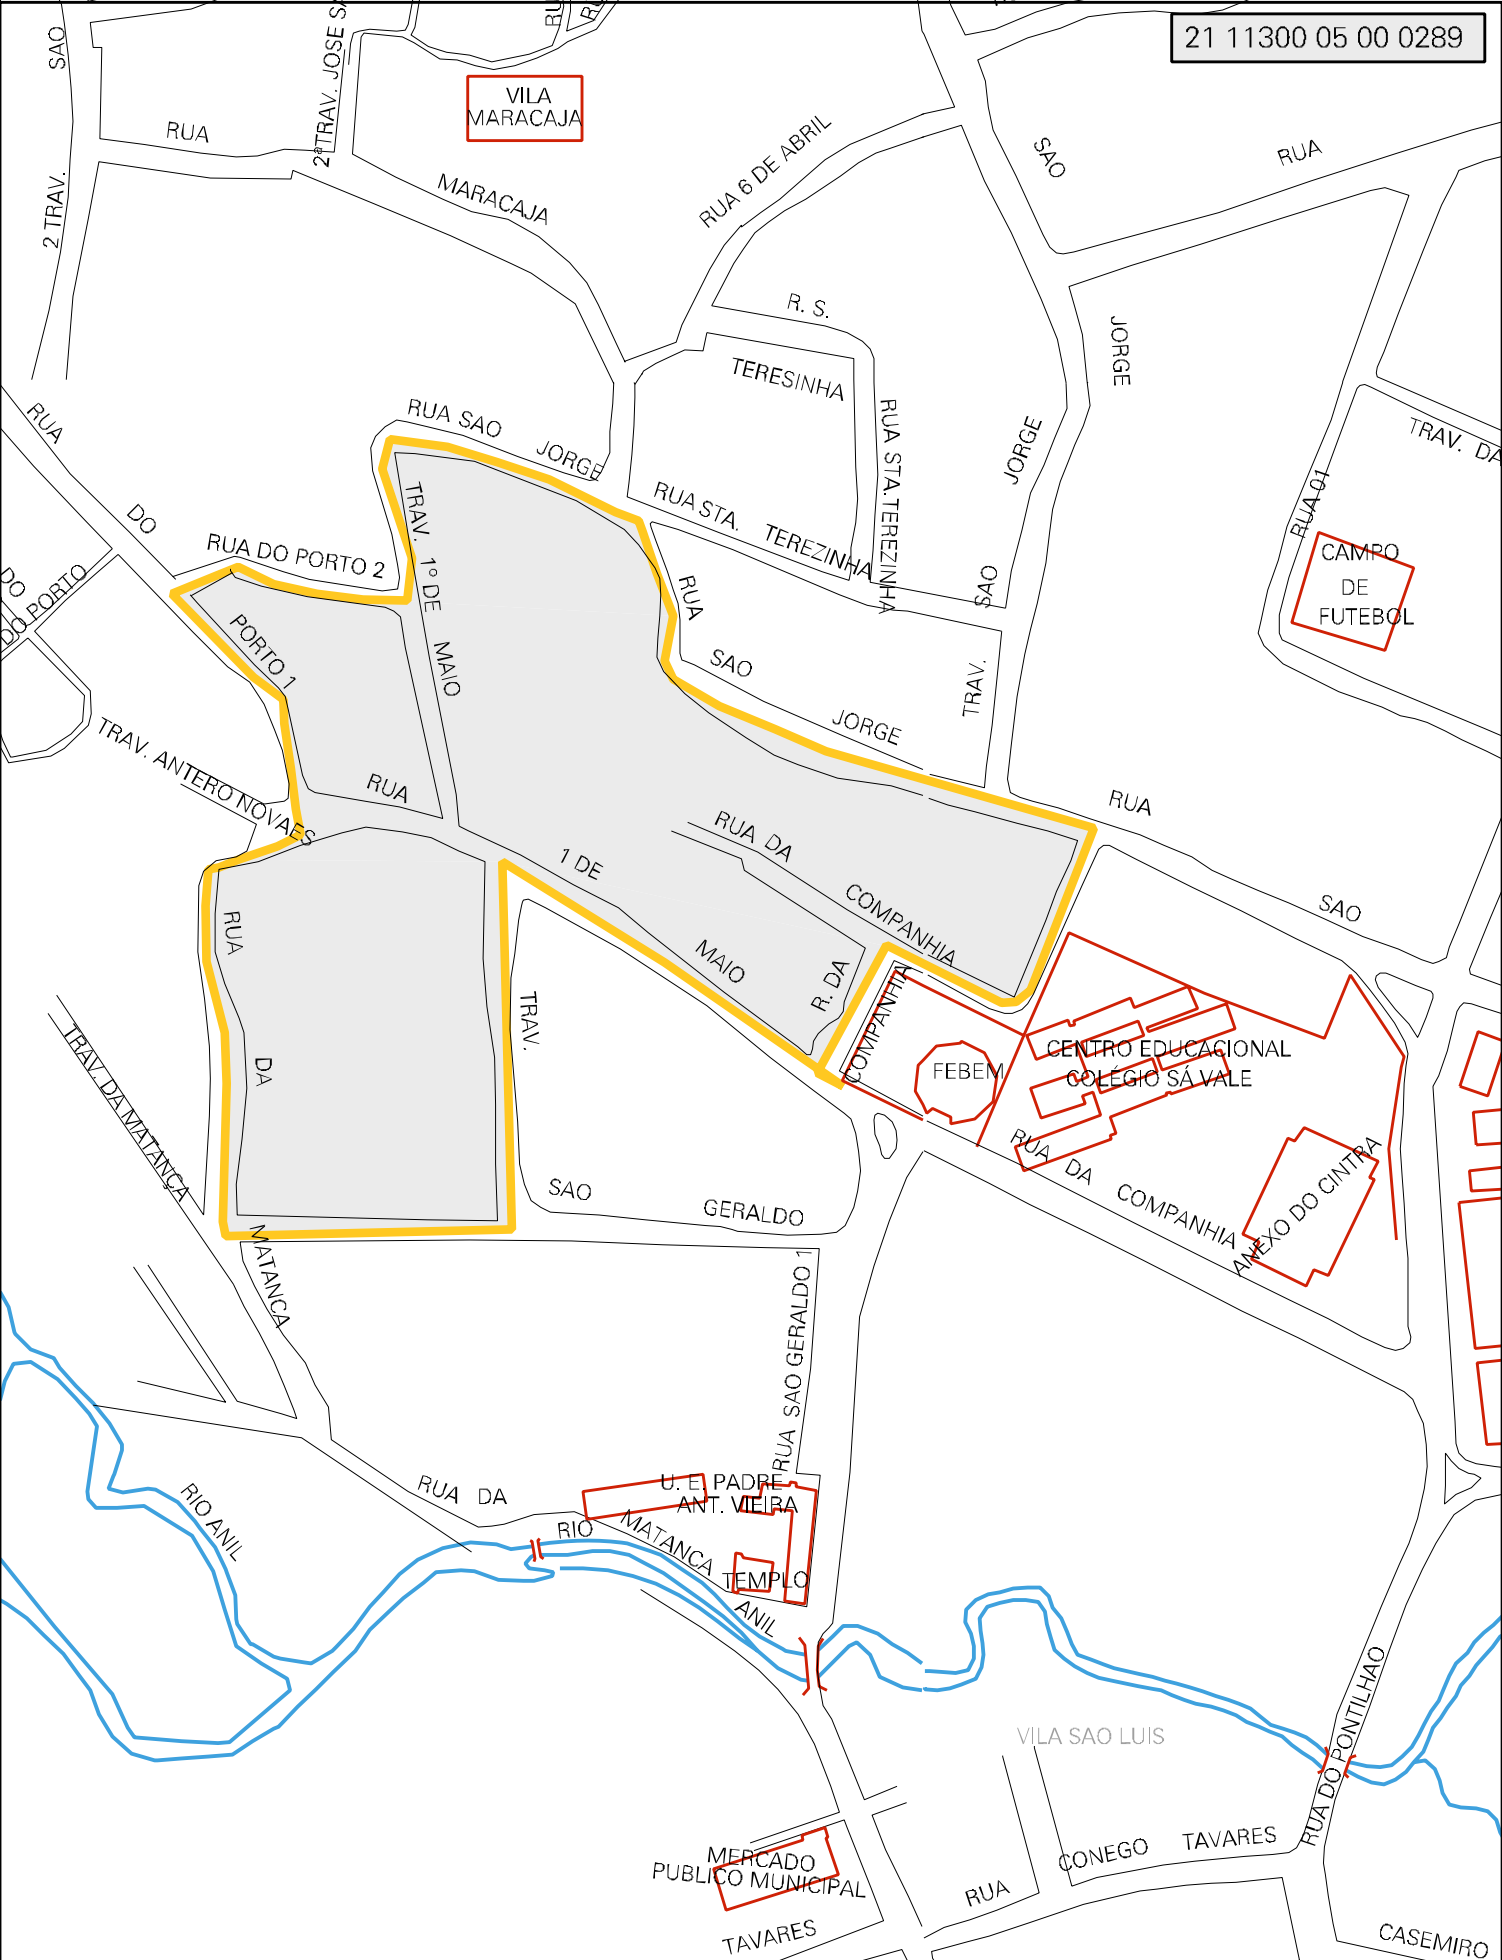 21 11300 05 00 0289
SAO
2ªTRAV. JOSE SA
RUA
VILA
MARACAJA
2 TRAV.
MARACAJA
RUA 6 DE ABRIL
SAO
RUA
R. S.
TERESINHA
JORGE
RUA
RUA SAO
JORGE
RUA STA.TEREZINHA
JORGE
TRAV. DA
RUA STA.
TEREZINHA
RUA 01
DO
RUA DO PORTO 2
TRAV. 1º DE
MAIO
RUA
SAO
CAMPO
DE
FUTEBOL
DO
DO PORTO
PORTO 1
SAO
JORGE
TRAV.
TRAV. ANTERO NOVAES
RUA
RUA
RUA DA
COMPANHIA
1 DE
MAIO
SAO
RUA
DA
MATANCA
R. DA
COMPANHIA
TRAV.
SAO
GERALDO
FEBEM
CENTRO EDUCACIONAL
COLÉGIO SÁ VALE
TRAV. DA MATANÇA
RUA DA
COMPANHIA
ANEXO DO CINTRA
RUA SAO GERALDO 1
RUA DA
MATANCA
U. E. PADRE
ANT. VIEIRA
RIO ANIL
RIO
ANIL
TEMPLO
VILA SAO LUIS
RUA DO PONTILHAO
MERCADO
PUBLICO MUNICIPAL
RUA
CONEGO
TAVARES
TAVARES
CASEMIRO